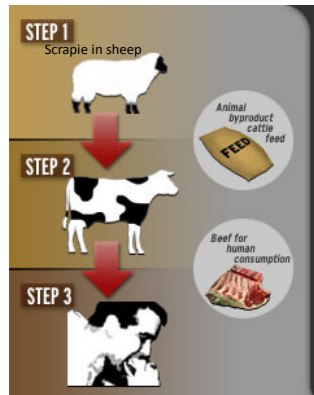 STEP 1
Scrapie in sheep
Animal
byproduct
cattle
feed
FEED
STEP 2
Beef for
human
consumption
STEP 3